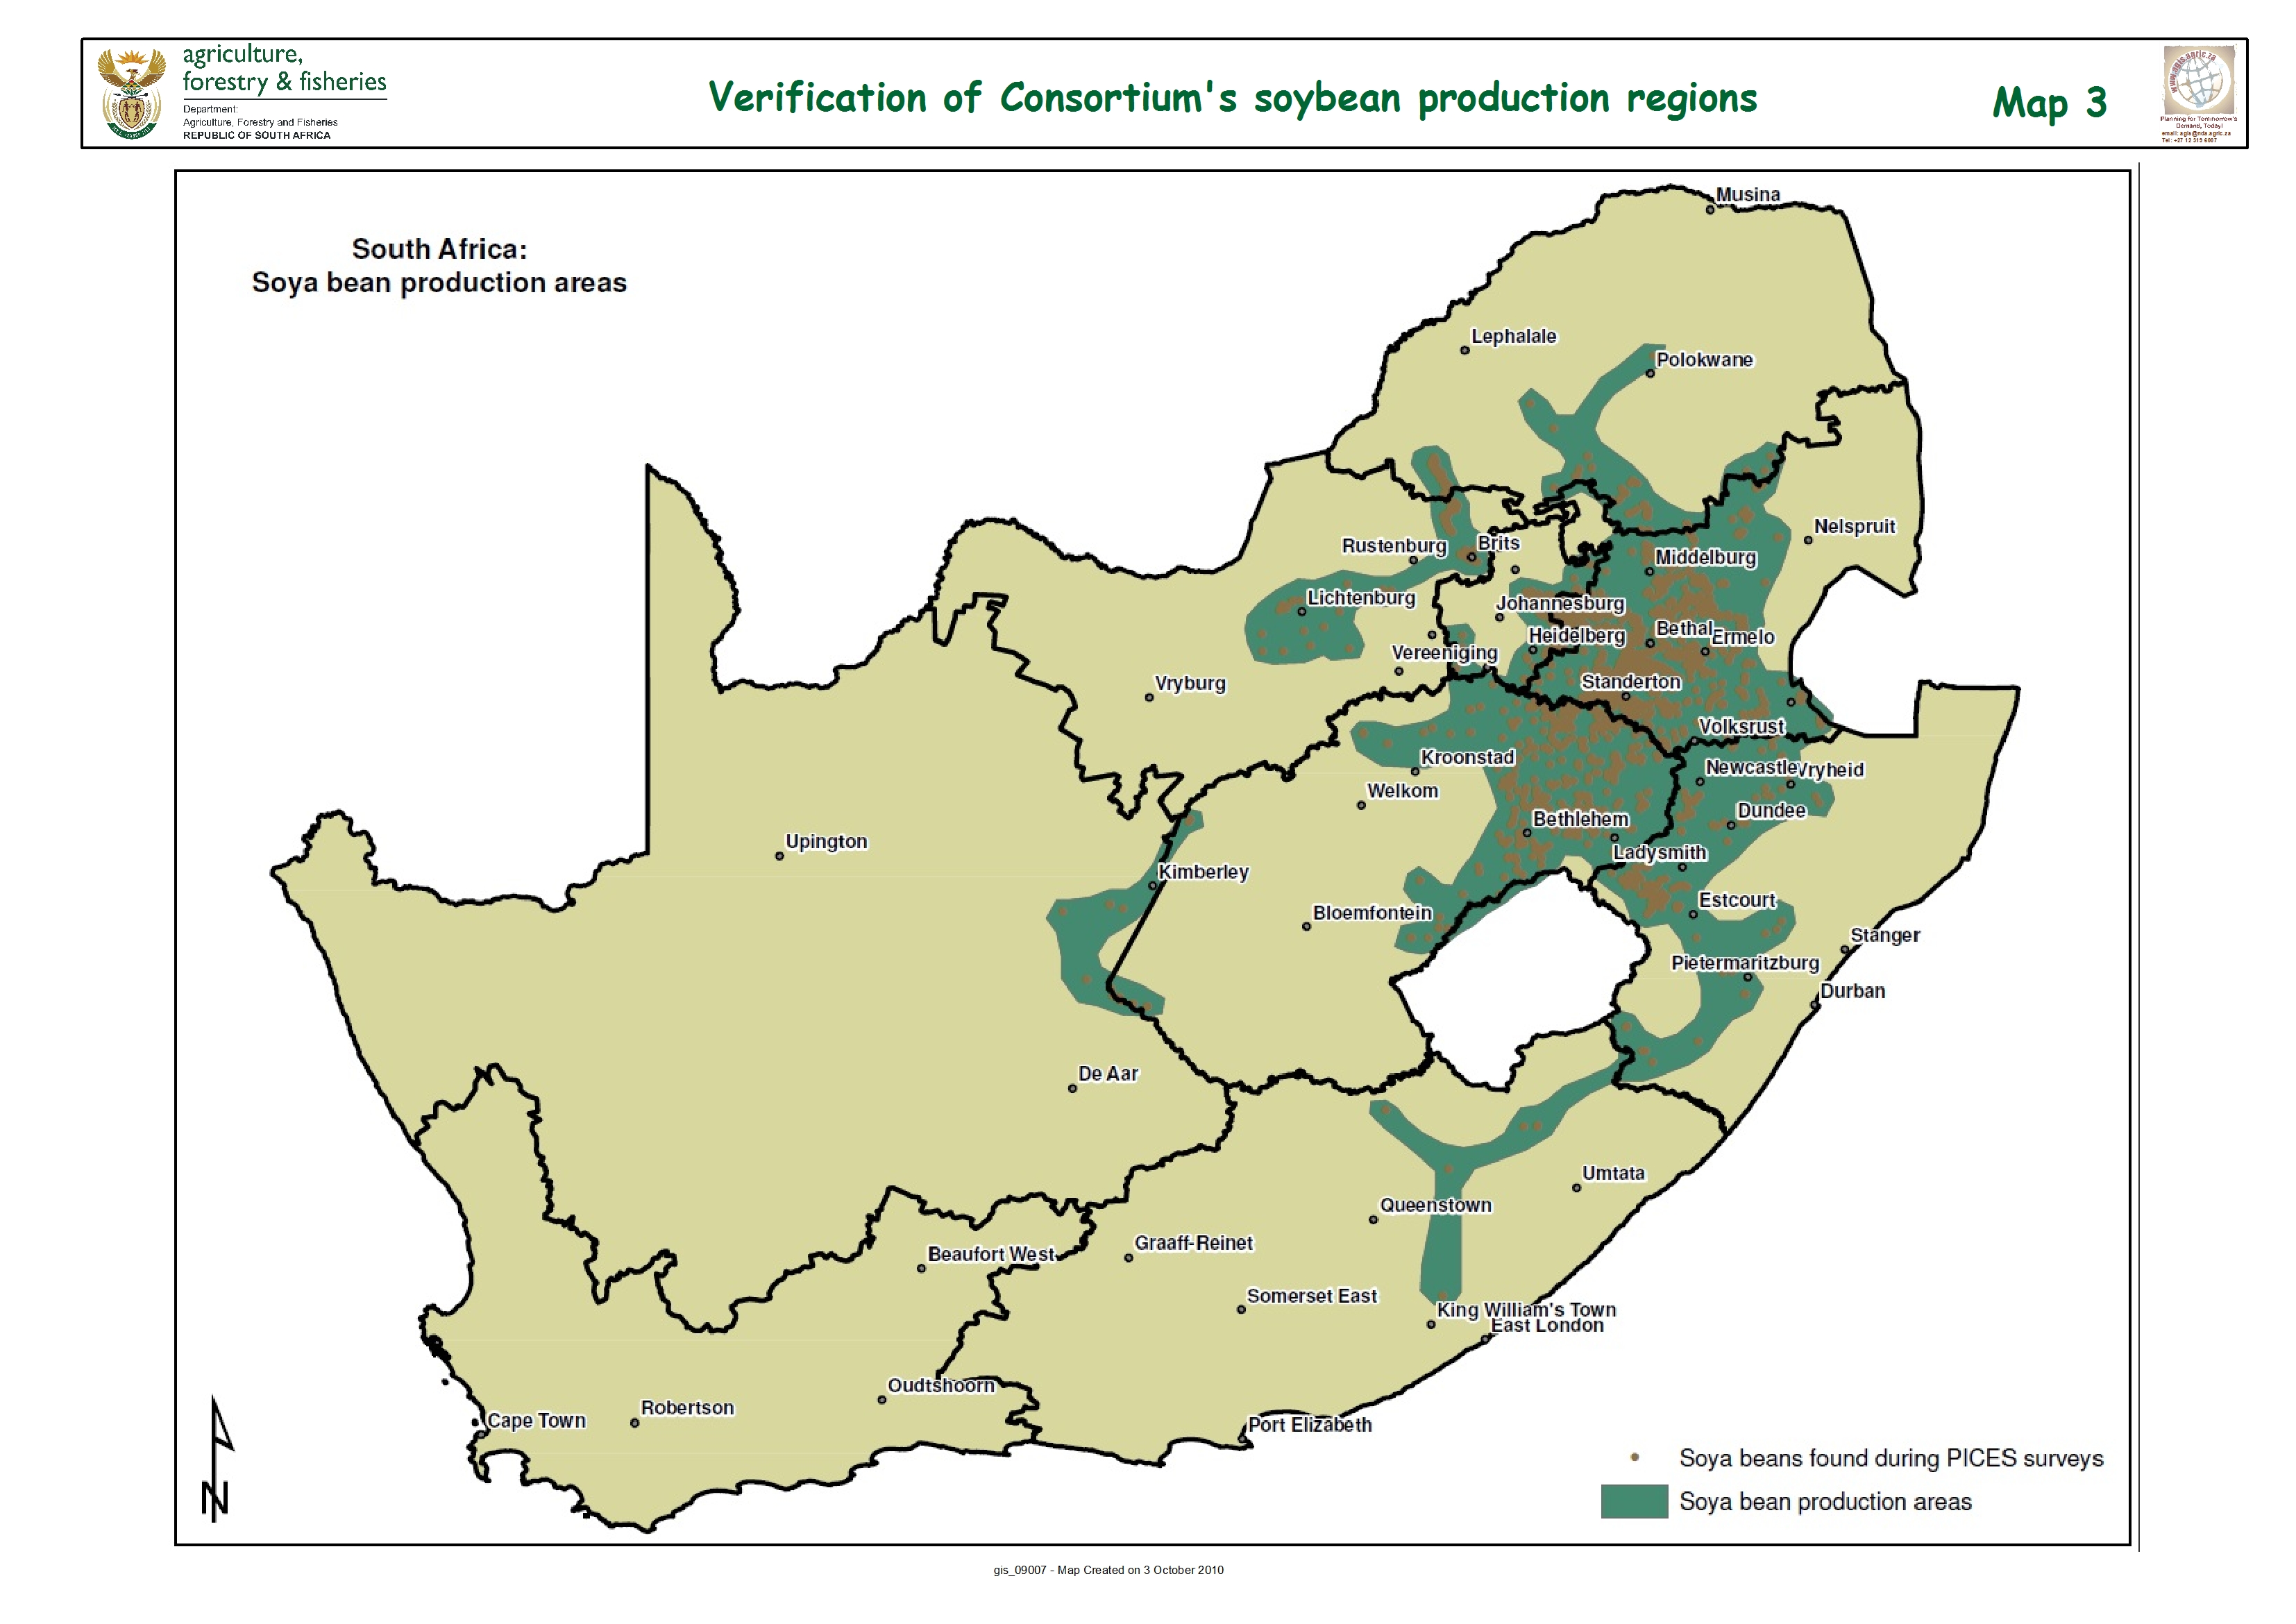 agriculture,
forestry & fisheries
Department:
Agriculture, Forestry and Fisheries
REPUBLIC OF SOUTH AFRICA
Verification of Consortium's soybean production regions
Map 3
www.agis.agric.za
Planning for Tommorrow's
Demand, Today!
email: agis@nda.agric.za
Tel: +27 12 319 6007
South Africa:
Soya bean production areas
Musina
Lephalale
Polokwane
Nelspruit
Rustenburg
Brits
Middelburg
Lichtenburg
Johannesburg
Heidelberg
Bethal
Ermelo
Vereeniging
Vryburg
Standerton
Volksrust
Kroonstad
Newcastle
Vryheid
Welkom
Dundee
Bethlehem
Upington
Ladysmith
Kimberley
Estcourt
Bloemfontein
Stanger
Pietermaritzburg
Durban
De Aar
Umtata
Queenstown
Graaff-Reinet
Beaufort West
Somerset East
King William's Town
East London
Oudtshoorn
Robertson
Cape Town
Port Elizabeth
N
Soya beans found during PICES surveys
Soya bean production areas
gis_09007 - Map Created on 3 October 2010